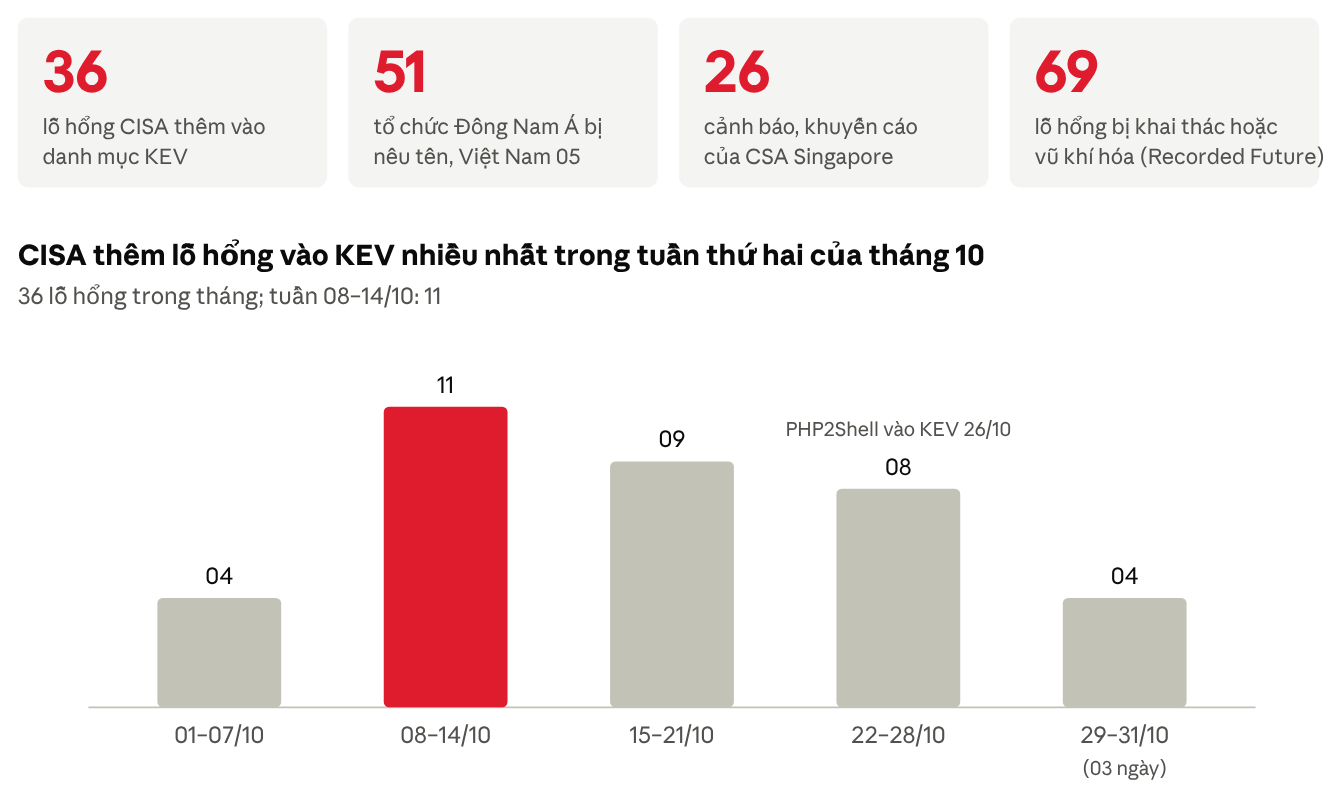 36
lỗ hổng CISA thêm vào
danh mục KEV
51
tổ chức Đông Nam Á bị
nêu tên, Việt Nam 05
26
cảnh báo, khuyến cáo
của CSA Singapore
69
lỗ hổng bị khai thác hoặc
vũ khí hóa (Recorded Future)
CISA thêm lỗ hổng vào KEV nhiều nhất trong tuần thứ hai của tháng 10
36 lỗ hổng trong tháng; tuần 08–14/10: 11
11
09
PHP2Shell vào KEV 26/10
08
04
04
01–07/10
08–14/10
15–21/10
22–28/10
29–31/10
(03 ngày)